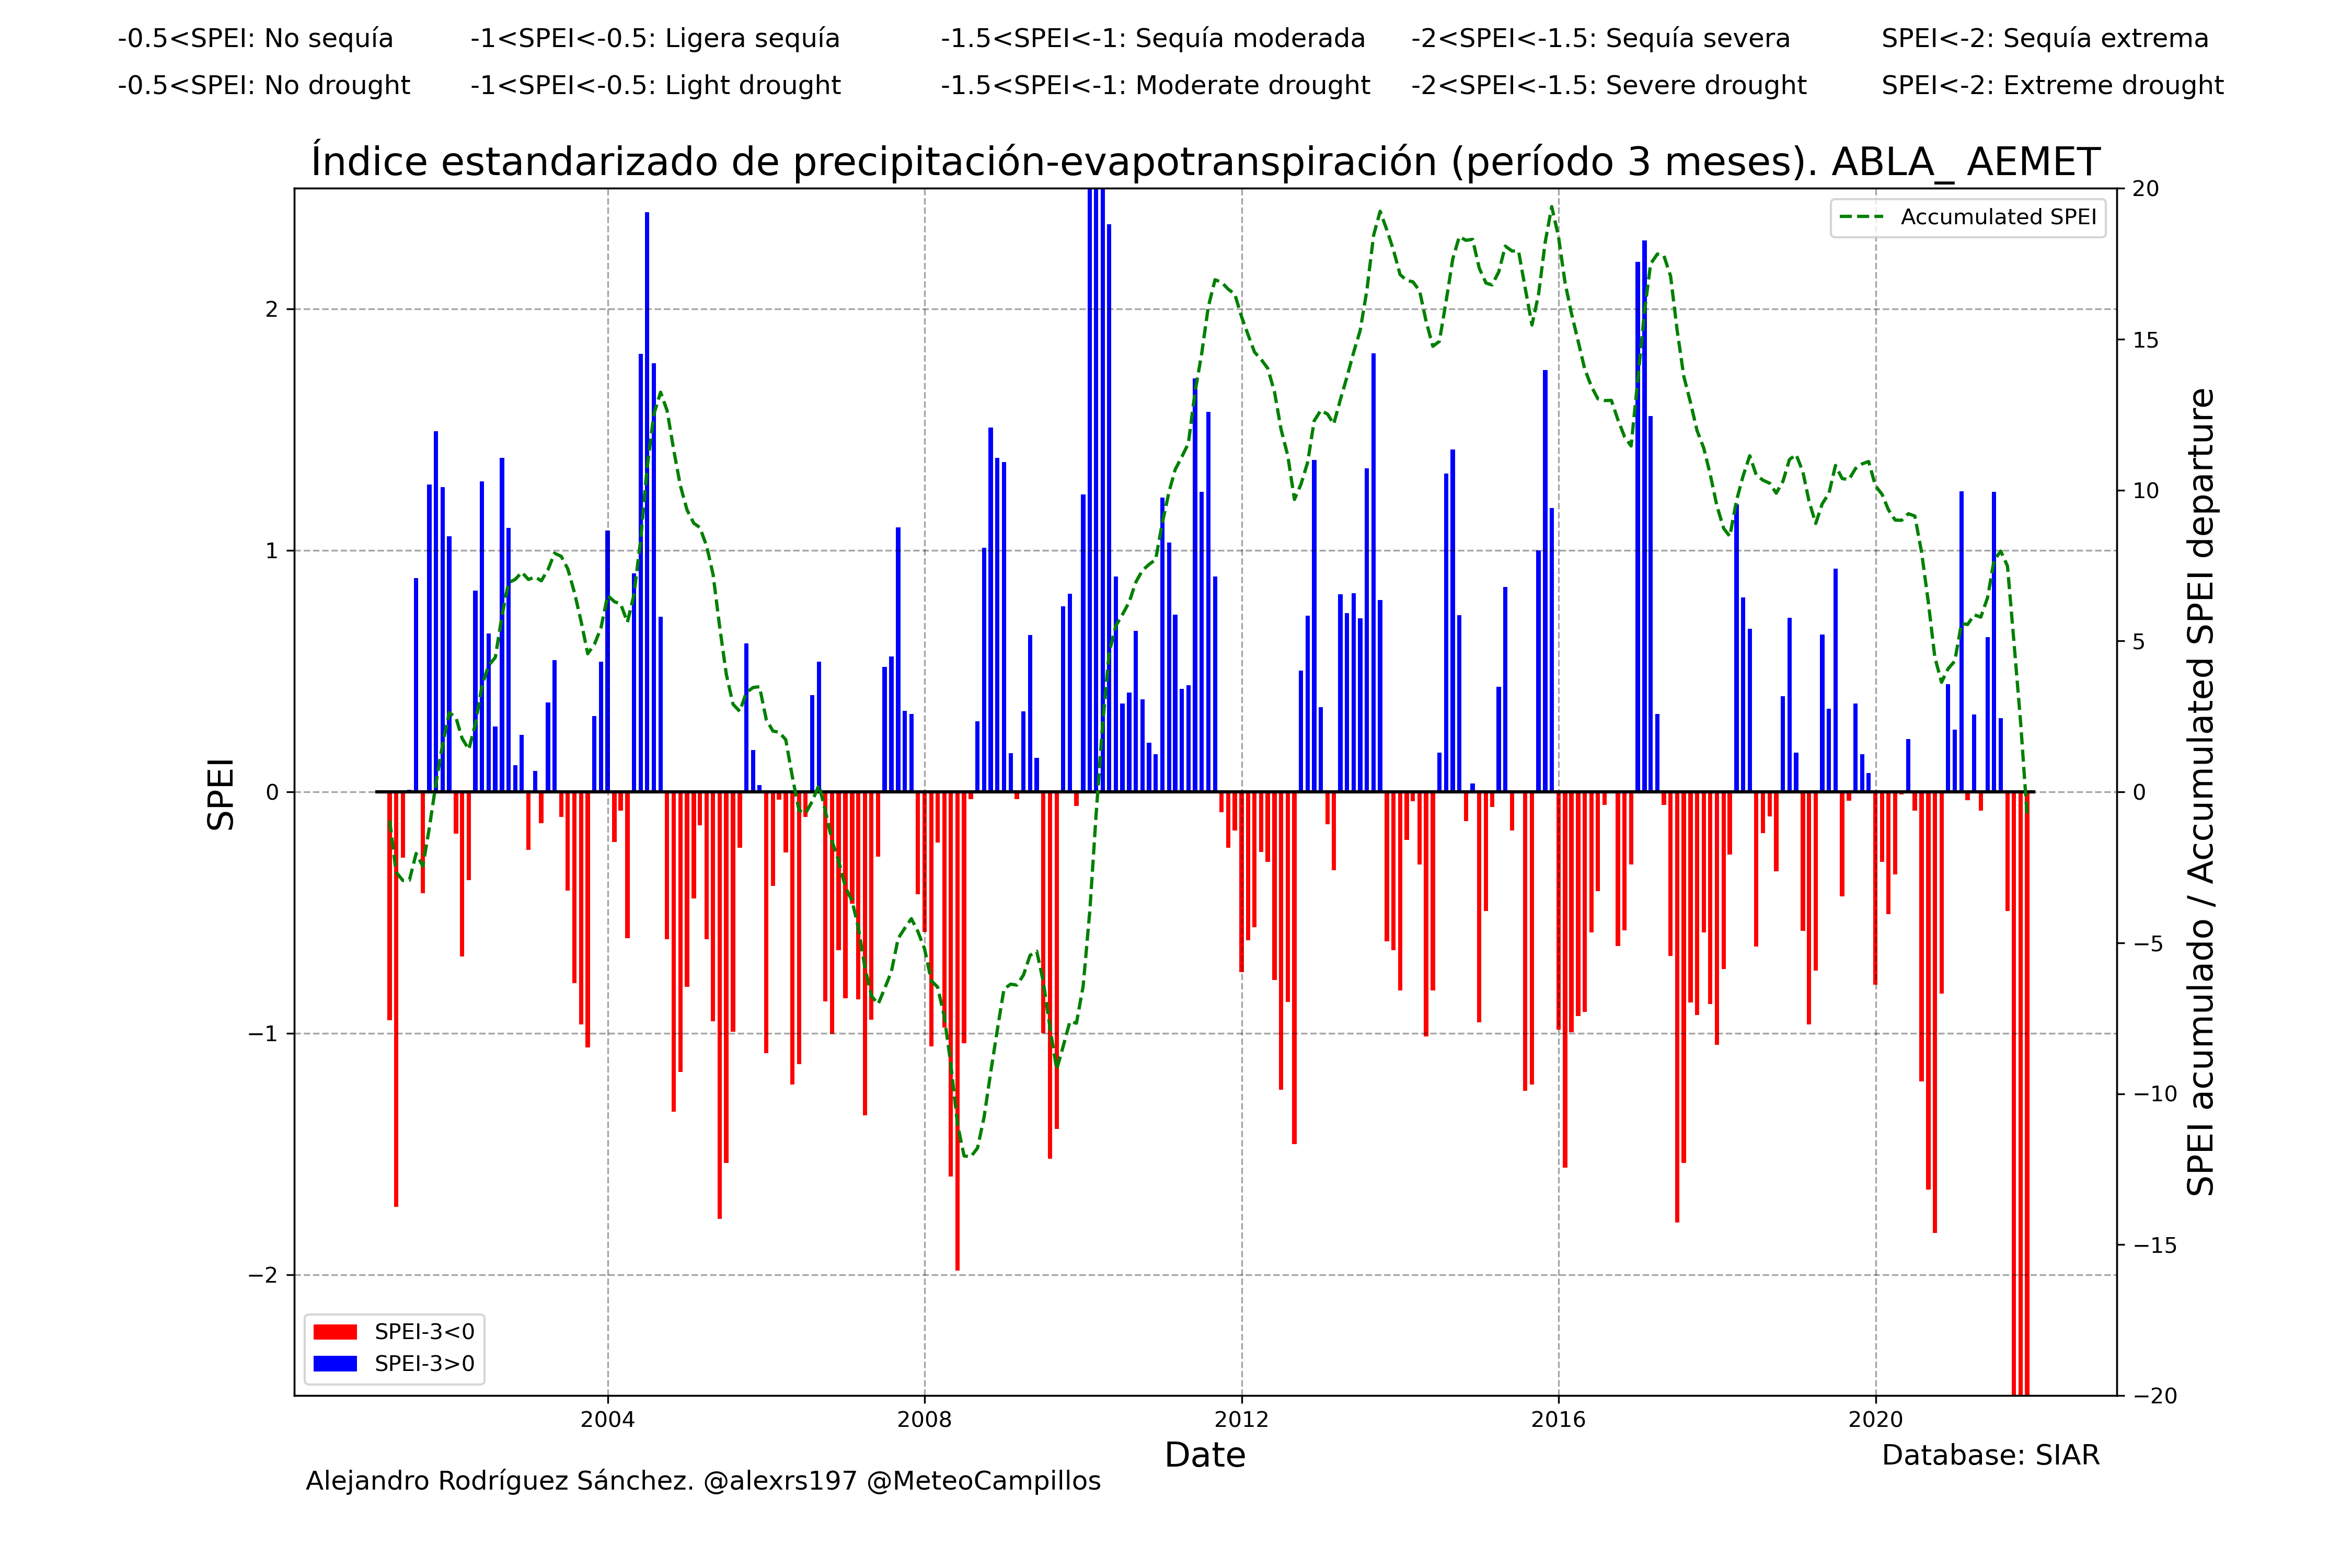 -0.5<SPEI: No sequía -1<SPEI<-0.5: Ligera sequía -1.5<SPEI<-1: Sequía moderada -2<SPEI<-1.5: Sequía severa SPEI<-2: Sequía extrema
-0.5<SPEI: No drought -1<SPEI<-0.5: Light drought -1.5<SPEI<-1: Moderate drought -2<SPEI<-1.5: Severe drought SPEI<-2: Extreme drought
Índice estandarizado de precipitación-evapotranspiración (período 3 meses). ABLA_ AEMET
Accumulated SPEI
SPEI
2
1
0
−1
−2
20
15
10
5
0
−5
−10
−15
−20
SPEI acumulado / Accumulated SPEI departure
SPEI-3<0
SPEI-3>0
2004 2008 2012 2016 2020
Date
Database: SIAR
Alejandro Rodríguez Sánchez. @alexrs197 @MeteoCampillos